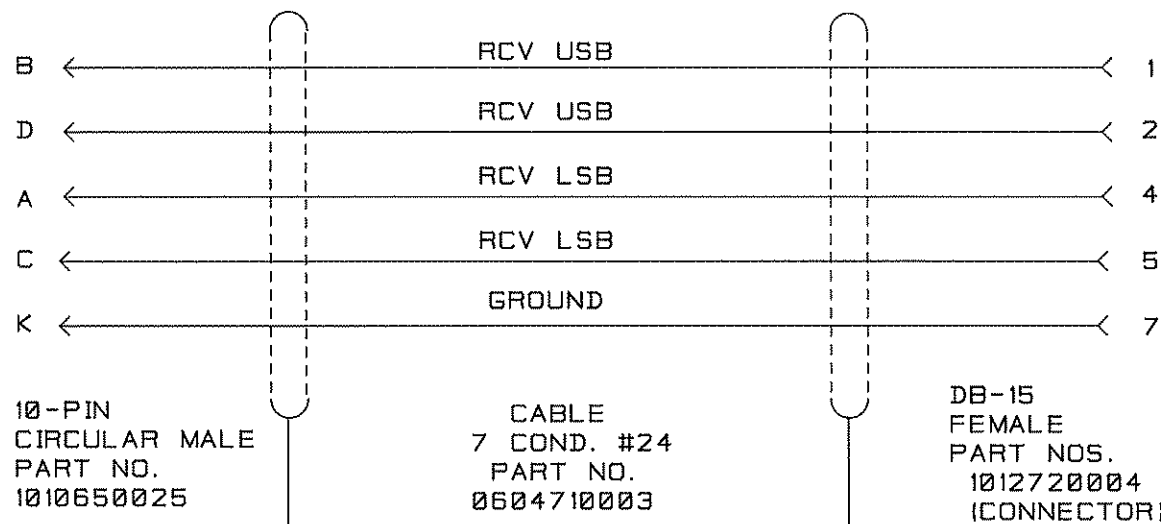 B RCV USB 1
D RCV USB 2
A RCV LSB 4
C RCV LSB 5
K GROUND 7
10-PIN
CIRCULAR MALE
PART NO.
1010650025
CABLE
7 COND. #24
PART NO.
0604710003
DB-15
FEMALE
PART NOS.
1012720004
(CONNECTOR)